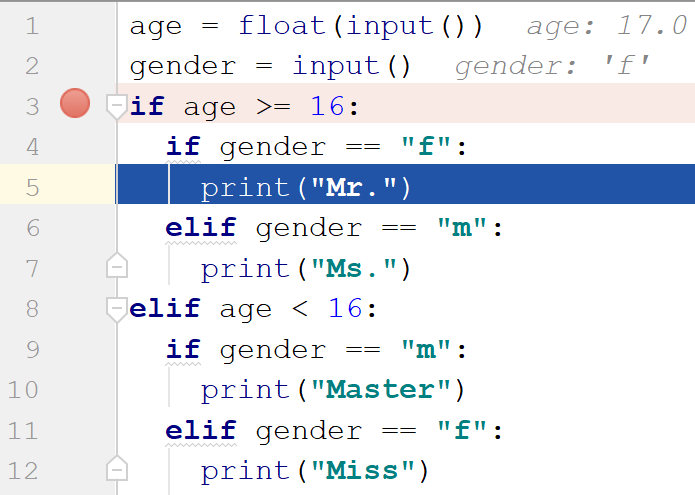 1 age = float(input()) age: 17.0
2 gender = input() gender: 'f'
3 if age >= 16:
4 if gender == "f":
5 print("Mr.")
6 elif gender == "m":
7 print("Ms.")
8 elif age < 16:
9 if gender == "m":
10 print("Master")
11 elif gender == "f":
12 print("Miss")